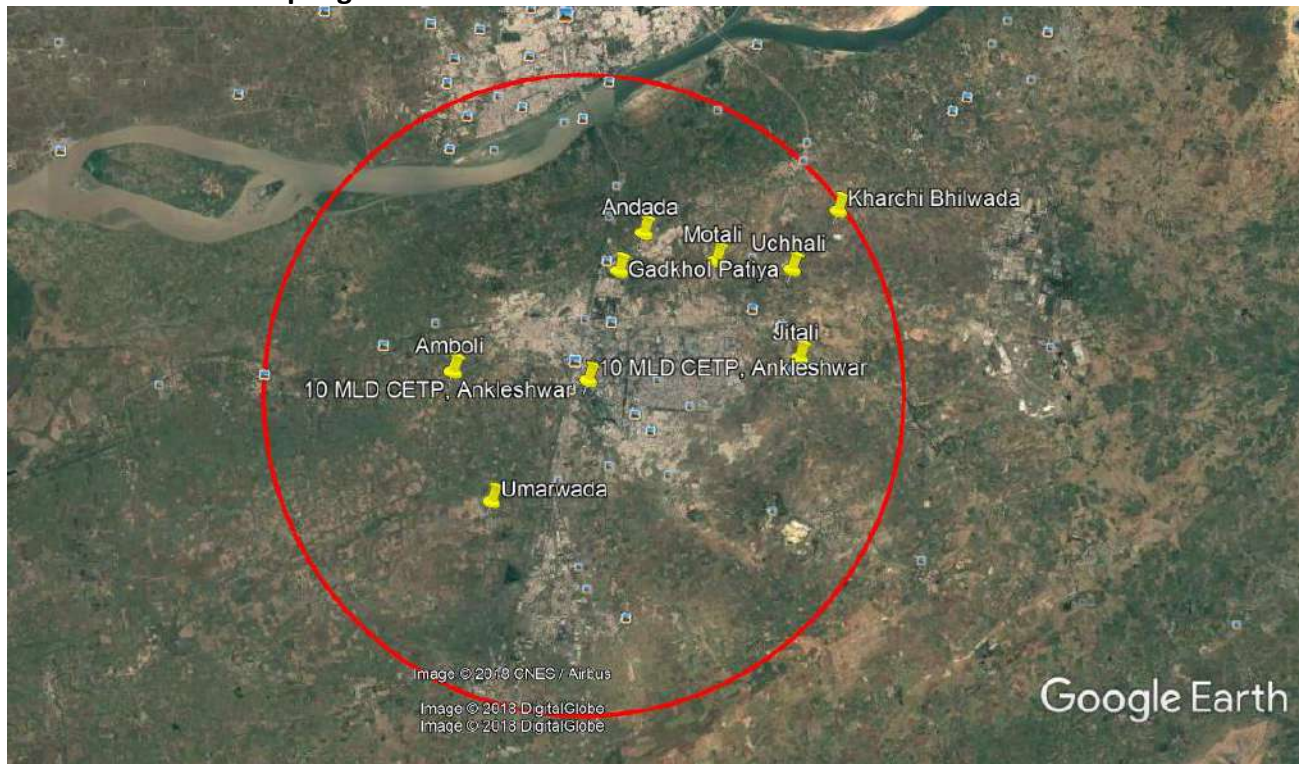 Kharchi Bhilwada
Andada
Motali
Uchhali
Gadkhol Patiya
Jitali
Amboli
10 MLD CETP, Ankleshwar
10 MLD CETP, Ankleshwar
Umarwada
Image © 2018 CNES / Airbus
Google Earth
Image © 2018 DigitalGlobe
Image © 2018 DigitalGlobe